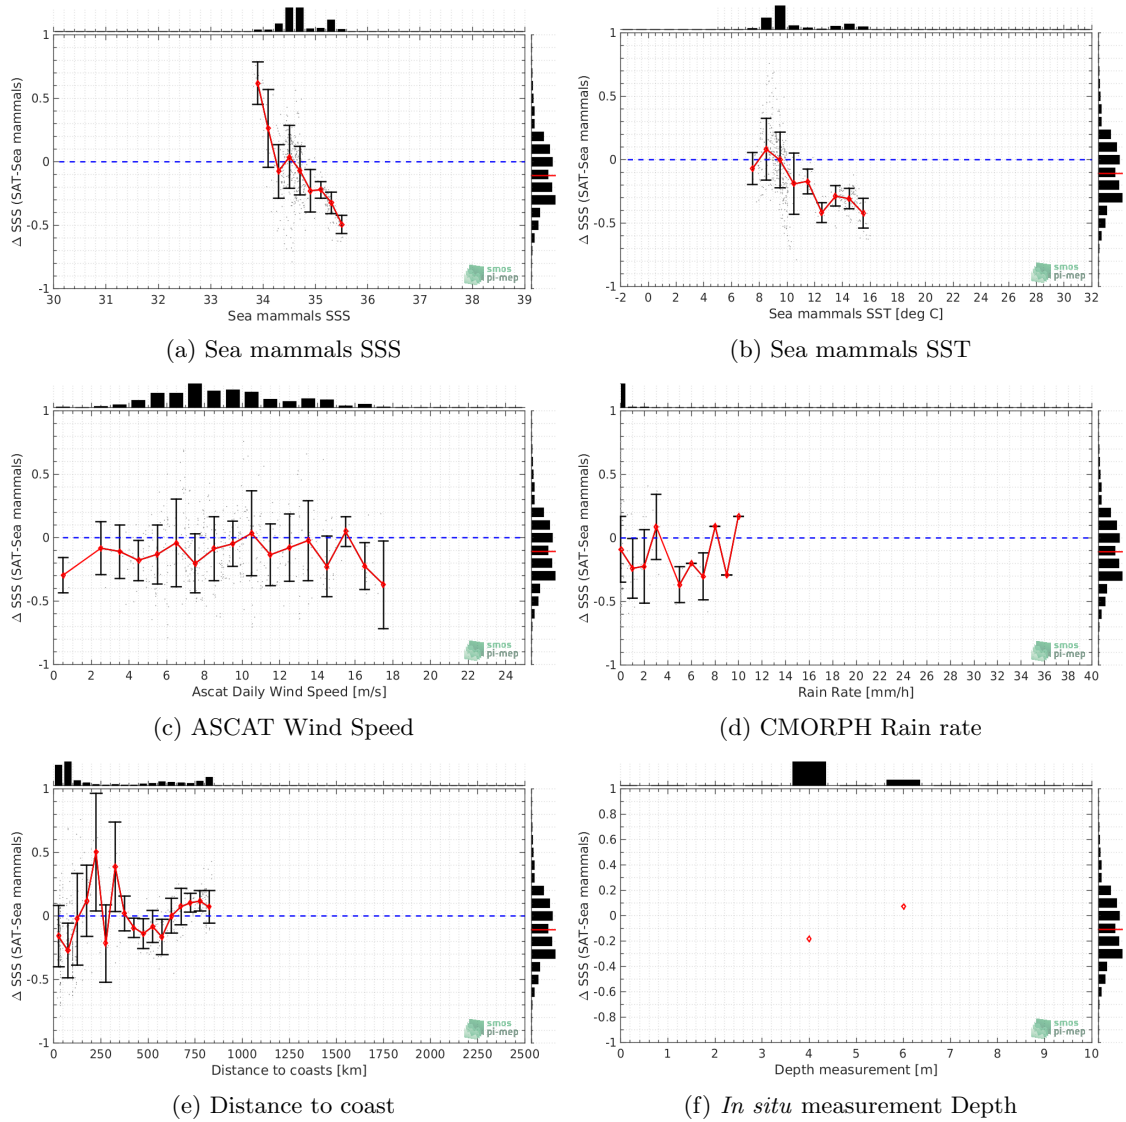 1
0.5
0
-0.5
-1
Δ SSS (SAT-Sea mammals)
30 31 32 33 34 35 36 37 38 39
Sea mammals SSS
smos
pi-mep
(a) Sea mammals SSS
1
0.5
0
-0.5
-1
Δ SSS (SAT-Sea mammals)
-2 0 2 4 6 8 10 12 14 16 18 20 22 24 26 28 30 32
Sea mammals SST [deg C]
smos
pi-mep
(b) Sea mammals SST
1
0.5
0
-0.5
-1
Δ SSS (SAT-Sea mammals)
0 2 4 6 8 10 12 14 16 18 20 22 24
Ascat Daily Wind Speed [m/s]
smos
pi-mep
(c) ASCAT Wind Speed
1
0.5
0
-0.5
-1
Δ SSS (SAT-Sea mammals)
0 2 4 6 8 10 12 14 16 18 20 22 24 26 28 30 32 34 36 38 40
Rain Rate [mm/h]
smos
pi-mep
(d) CMORPH Rain rate
1
0.5
0
-0.5
-1
Δ SSS (SAT-Sea mammals)
0 250 500 750 1000 1250 1500 1750 2000 2250 2500
Distance to coasts [km]
smos
pi-mep
(e) Distance to coast
1
0.8
0.6
0.4
0.2
0
-0.2
-0.4
-0.6
-0.8
-1
Δ SSS (SAT-Sea mammals)
0 1 2 3 4 5 6 7 8 9 10
Depth measurement [m]
smos
pi-mep
(f) In situ measurement Depth